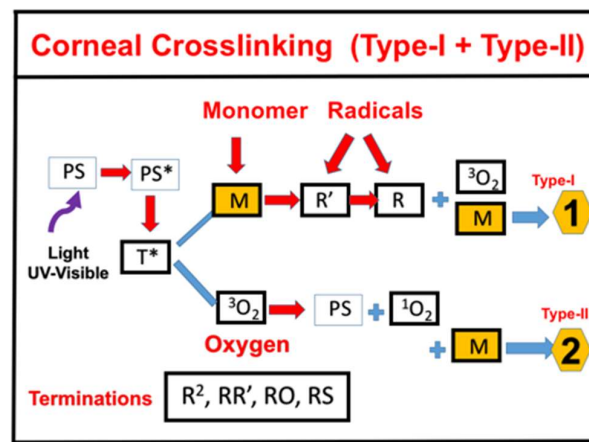 Corneal Crosslinking (Type-I + Type-II)
Monomer Radicals
PS PS* ³O₂ Type-I
M R' R + M 1
Light
UV-Visible
T*
³O₂ PS + ¹O₂ Type-II
Oxygen + M 2
Terminations R², RR', RO, RS